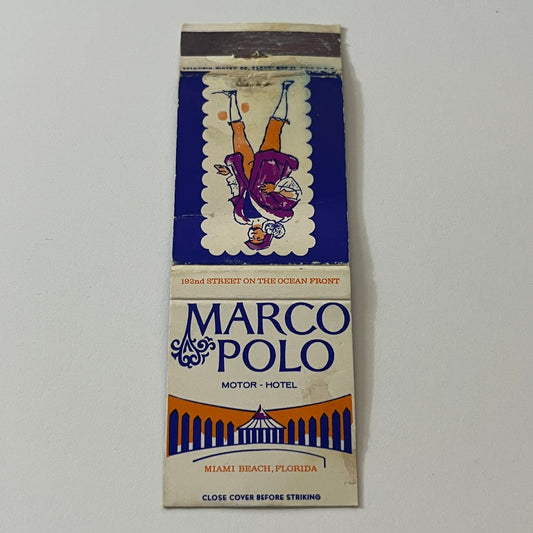 192nd STREET ON THE OCEAN FRONT
MARCO
POLO
MOTOR - HOTEL
MIAMI BEACH, FLORIDA
CLOSE COVER BEFORE STRIKING